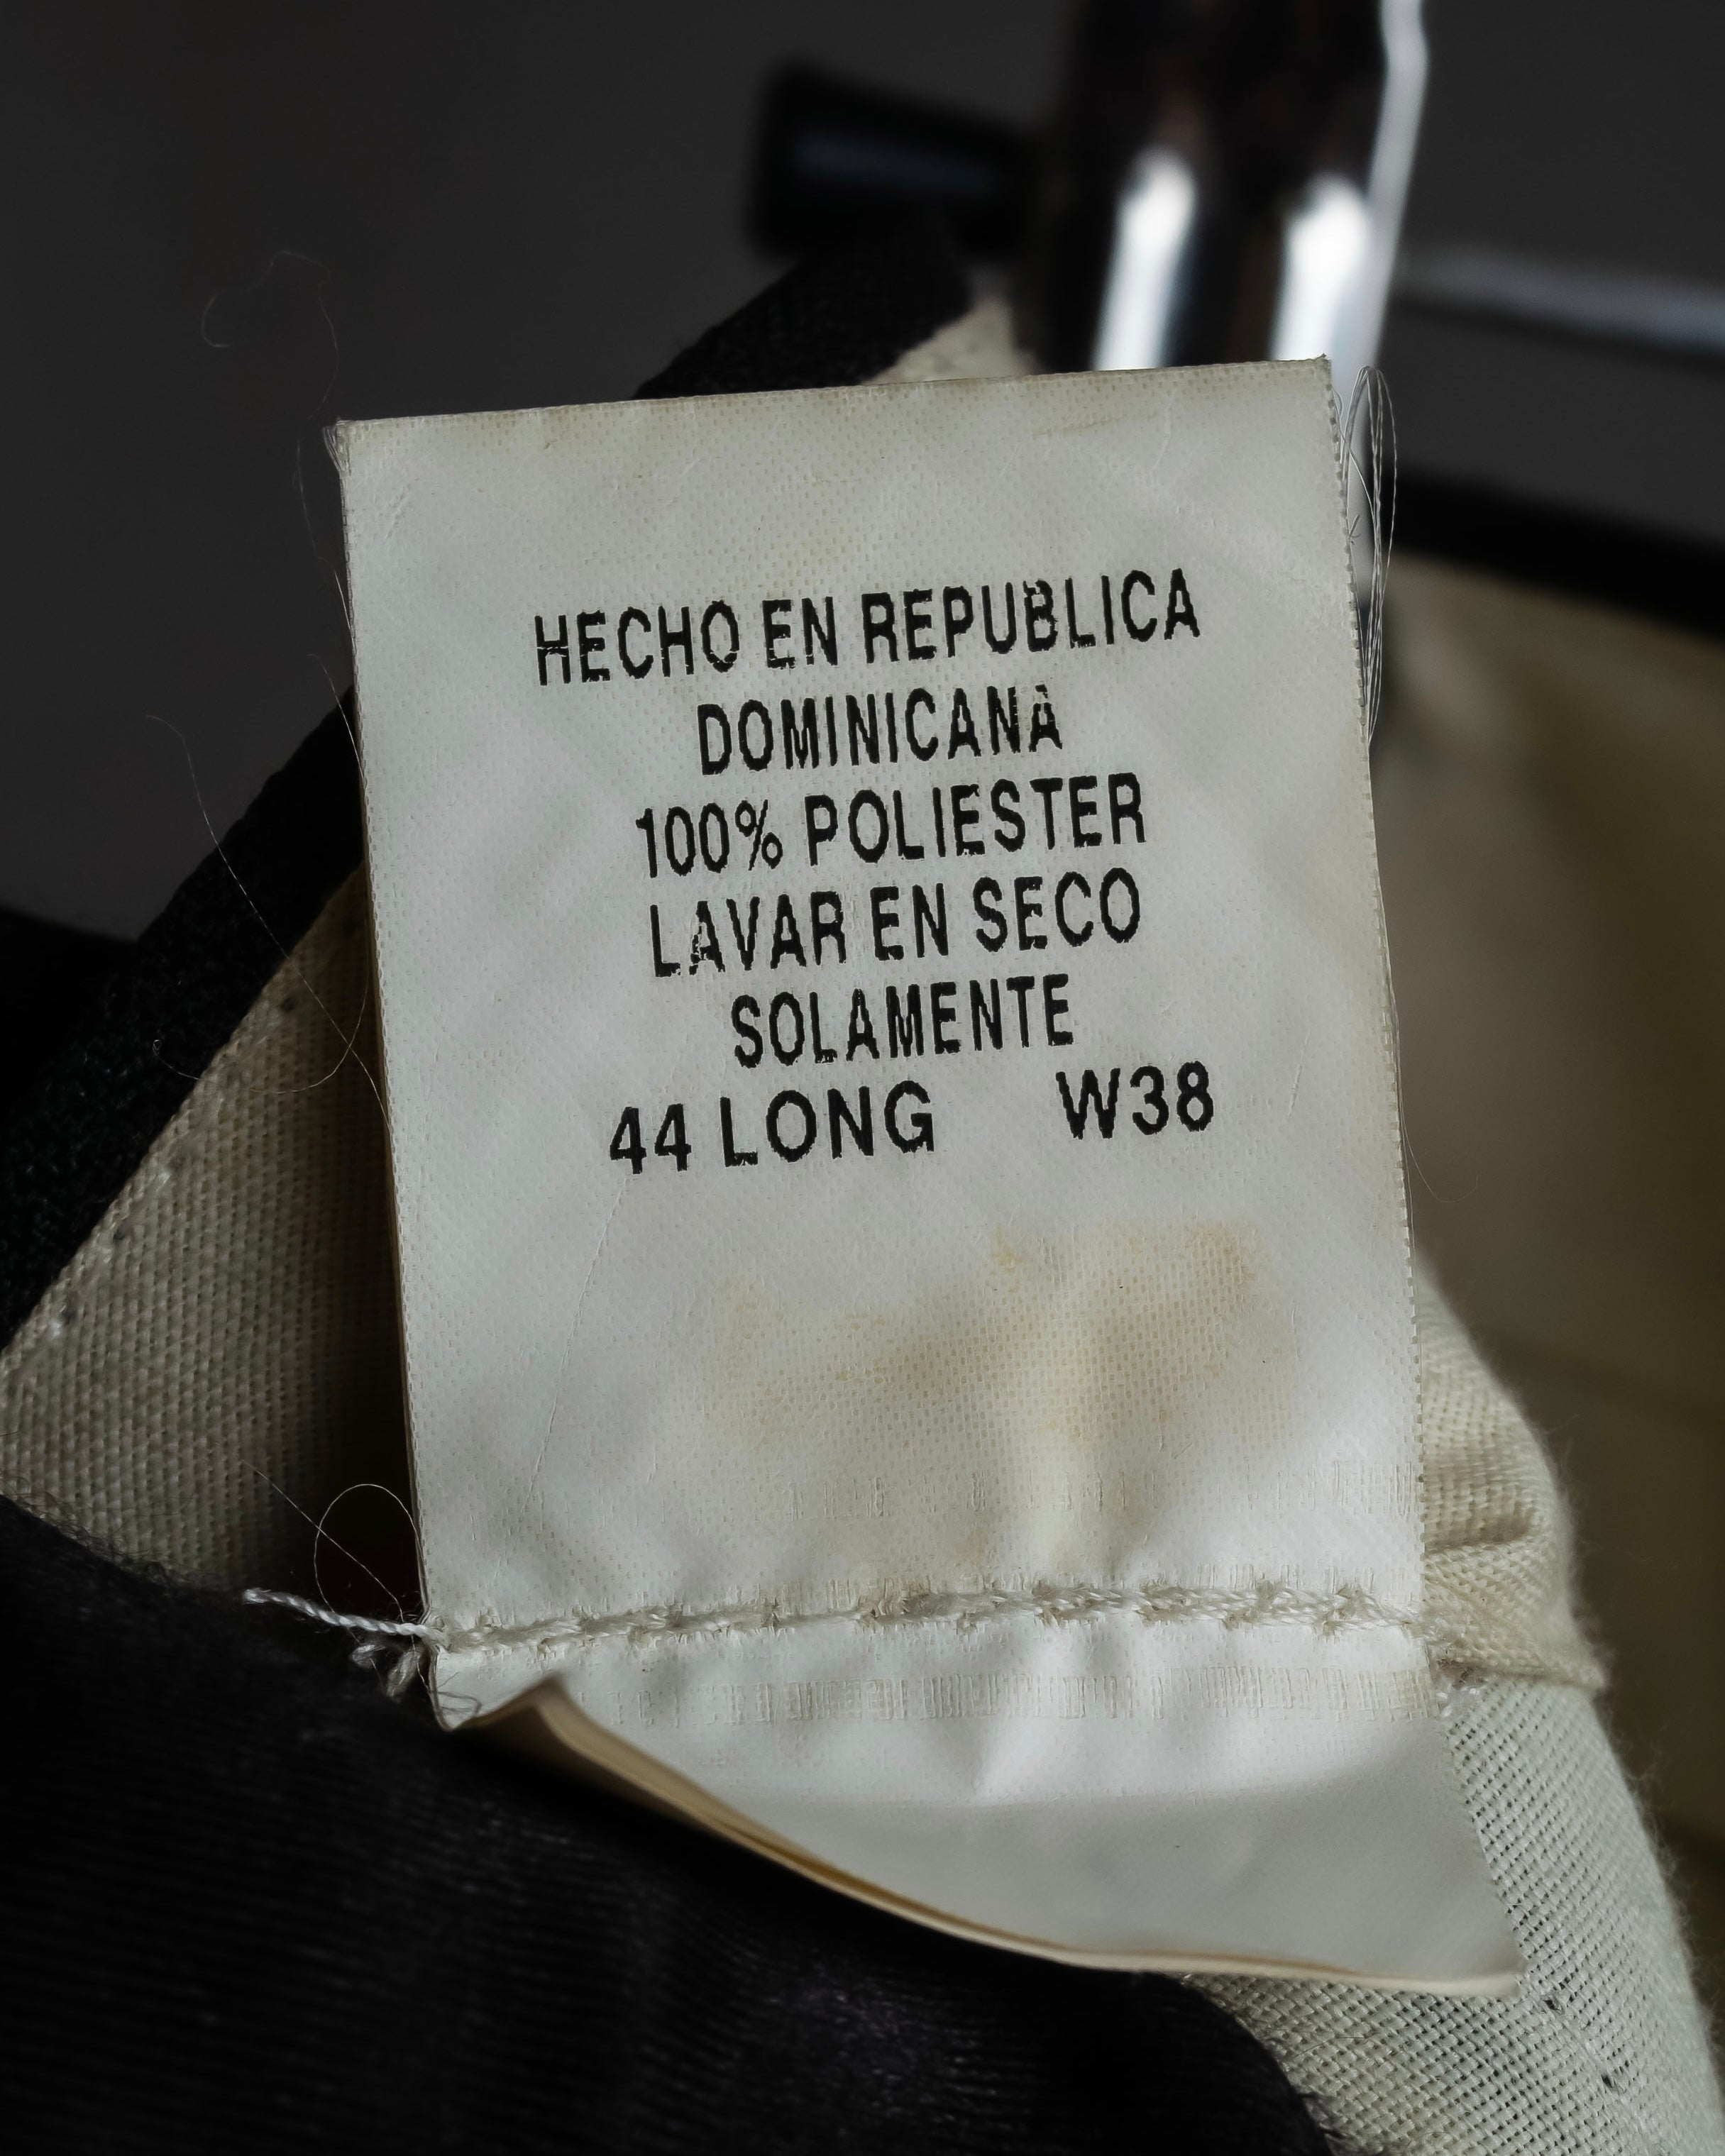 HECHO EN REPUBLICA
DOMINICANA
100% POLIESTER
LAVAR EN SECO
SOLAMENTE
44 LONG W38